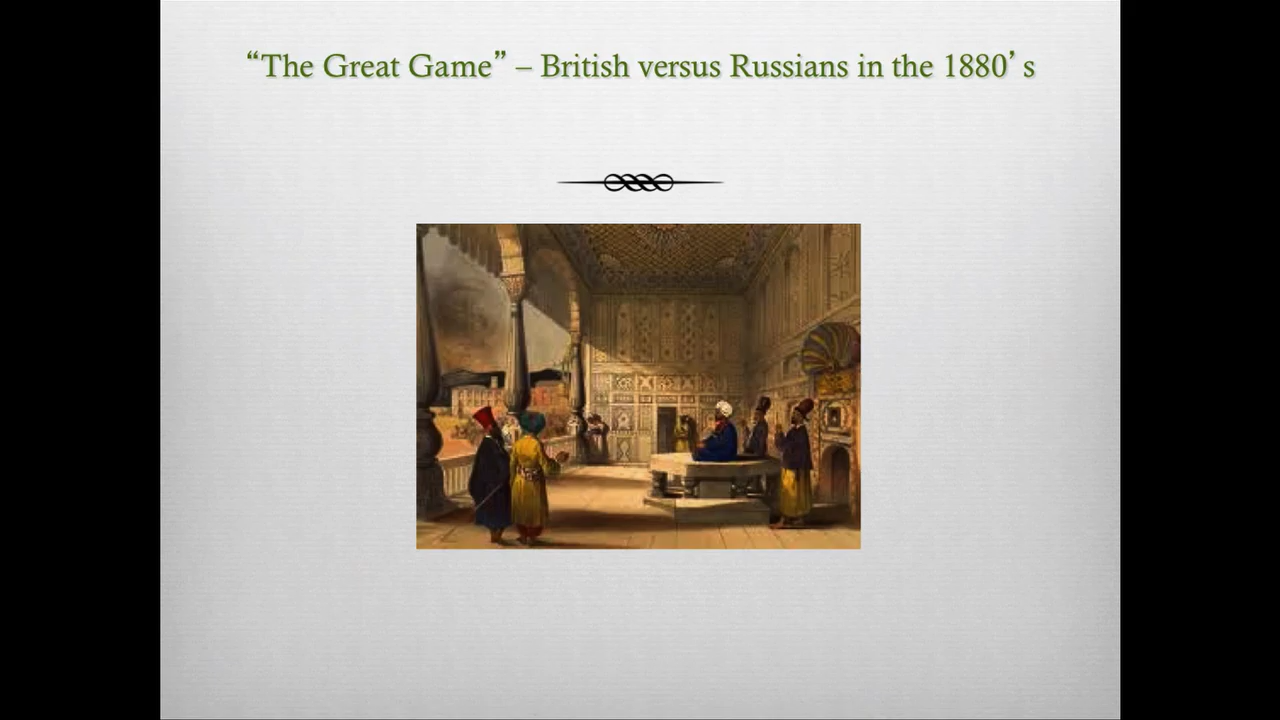 “The Great Game” – British versus Russians in the 1880’s